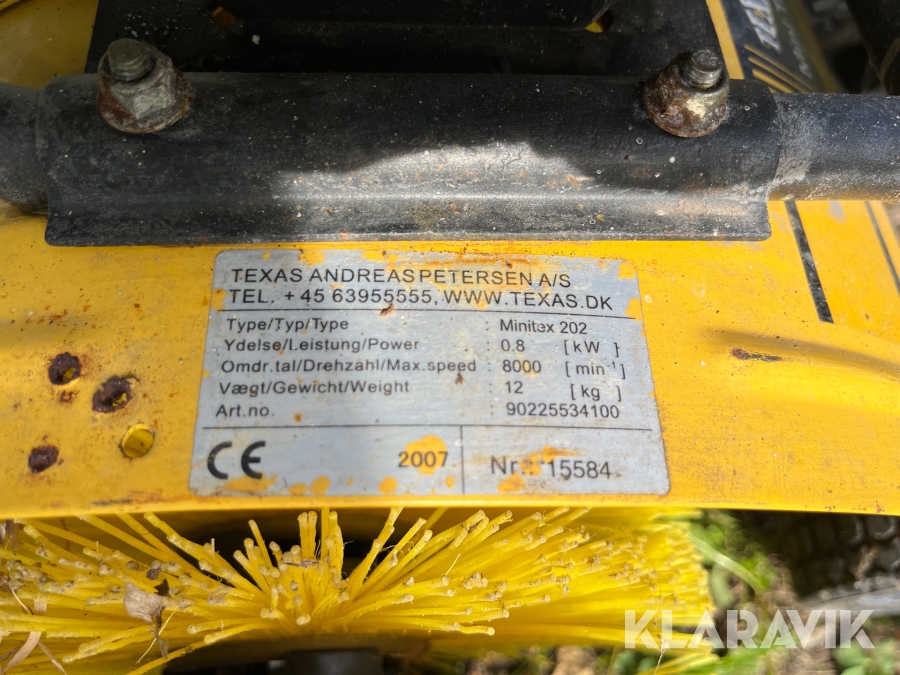 TEXAS ANDREAS PETERSEN A/S
TEL. + 45 63955555, WWW.TEXAS.DK
Type/Typ/Type : Minitex 202
Ydelse/Leistung/Power : 0.8 [ kW ]
Omdr.tal/Drehzahl/Max.speed : 8000 [ min-1 ]
Vægt/Gewicht/Weight : 12 [ kg ]
Art.no. : 90225534100
CE 2007 Nr.: 15584
KLARAVIK